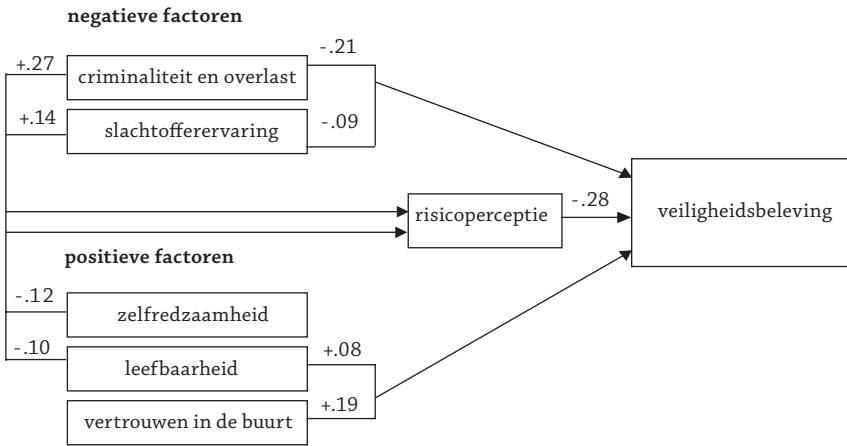 negatieve factoren
+.27
criminaliteit en overlast
-.21
+.14
slachtofferervaring
-.09
risicoperceptie
-.28
veiligheidsbeleving
positieve factoren
-.12
zelfredzaamheid
-.10
leefbaarheid
+.08
vertrouwen in de buurt
+.19